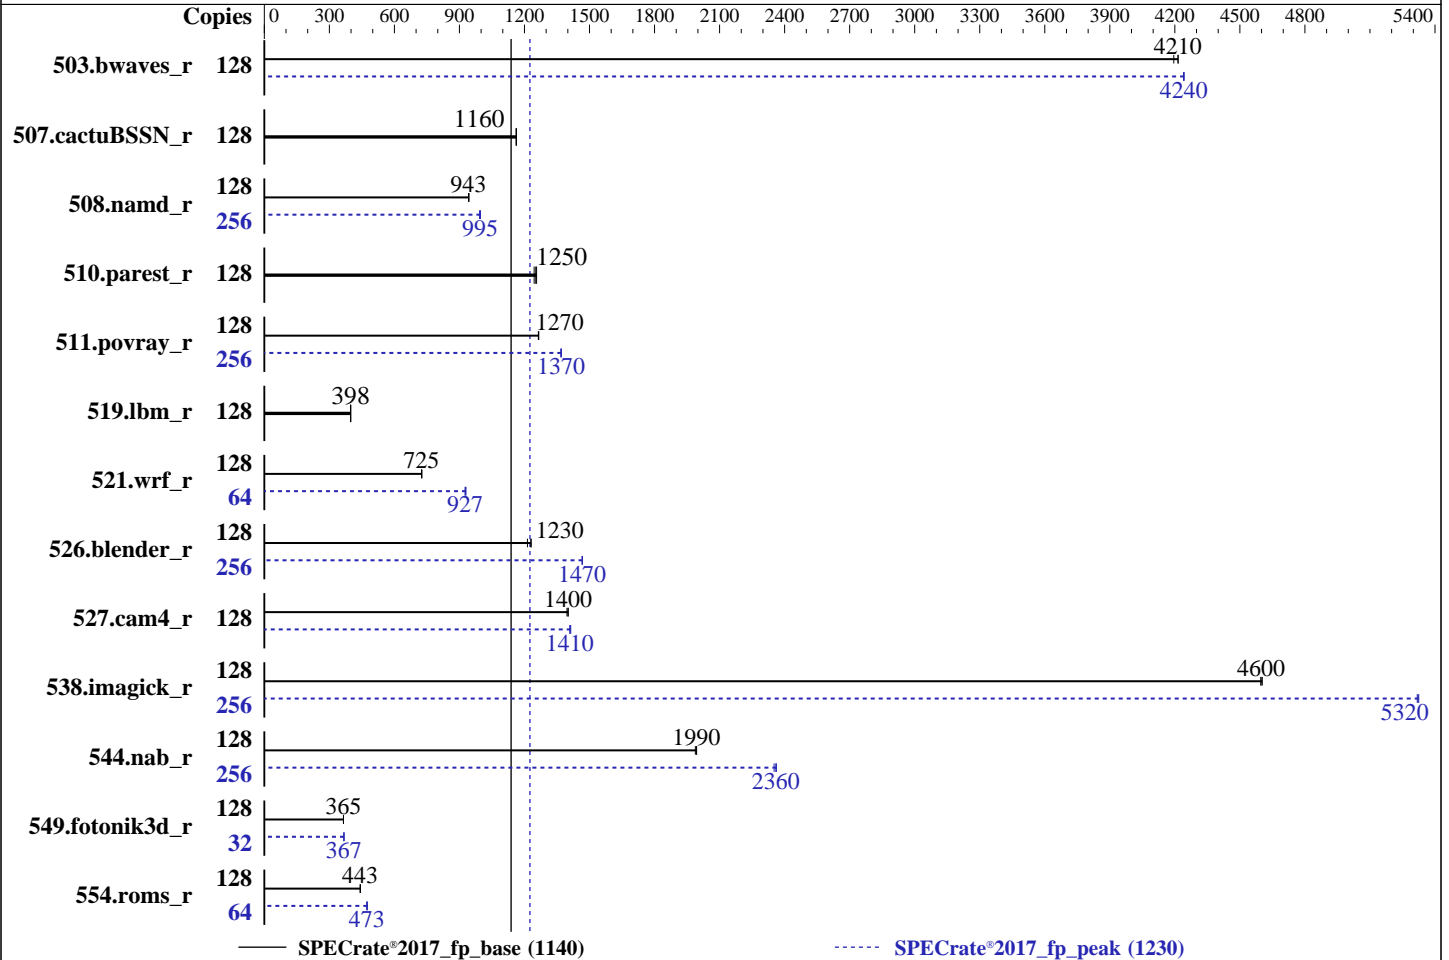 Copies 0 300 600 900 1200 1500 1800 2100 2400 2700 3000 3300 3600 3900 4200 4500 4800 5400
503.bwaves_r 128 4210
4240
507.cactuBSSN_r 128 1160
508.namd_r 128 943
256 995
510.parest_r 128 1250
511.povray_r 128 1270
256 1370
519.lbm_r 128 398
521.wrf_r 128 725
64 927
526.blender_r 128 1230
256 1470
527.cam4_r 128 1400
1410
538.imagick_r 128 4600
256 5320
544.nab_r 128 1990
256 2360
549.fotonik3d_r 128 365
32 367
554.roms_r 128 443
64 473
SPECrate®2017_fp_base (1140) SPECrate®2017_fp_peak (1230)